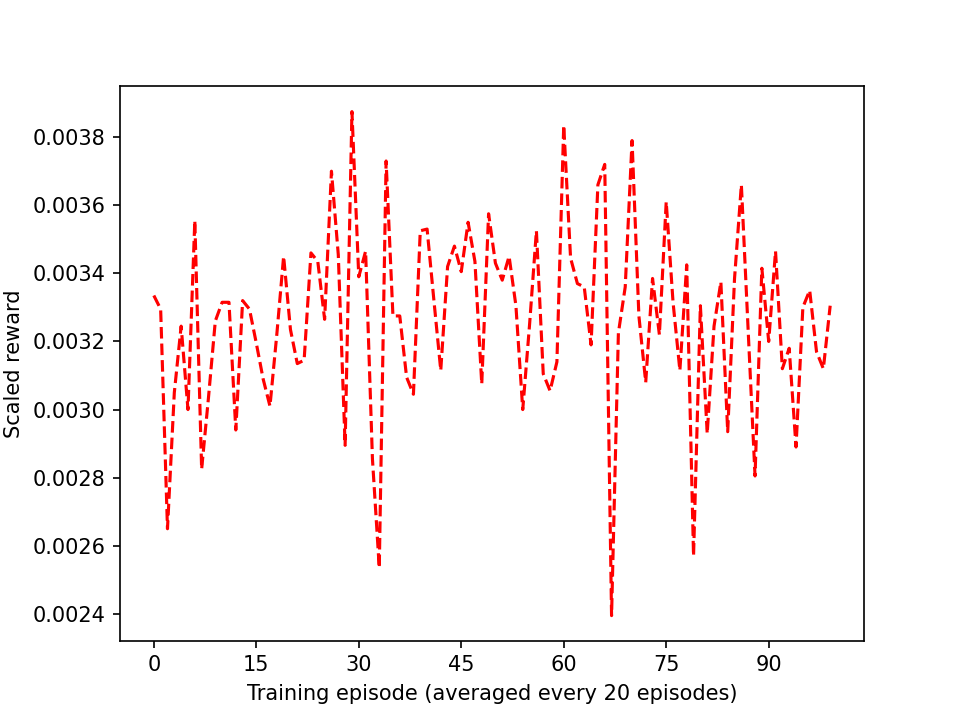 0.0038
0.0036
0.0034
0.0032
0.0030
0.0028
0.0026
0.0024
Scaled reward
0 15 30 45 60 75 90
Training episode (averaged every 20 episodes)